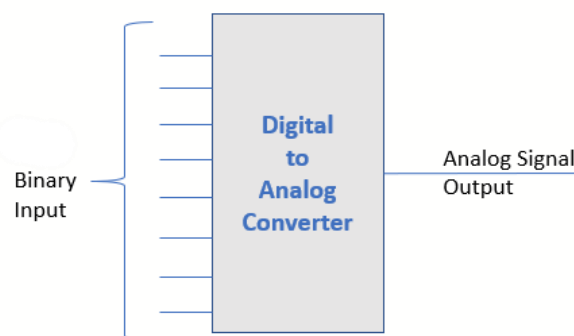 Binary
Input
Digital
to
Analog
Converter
Analog Signal
Output